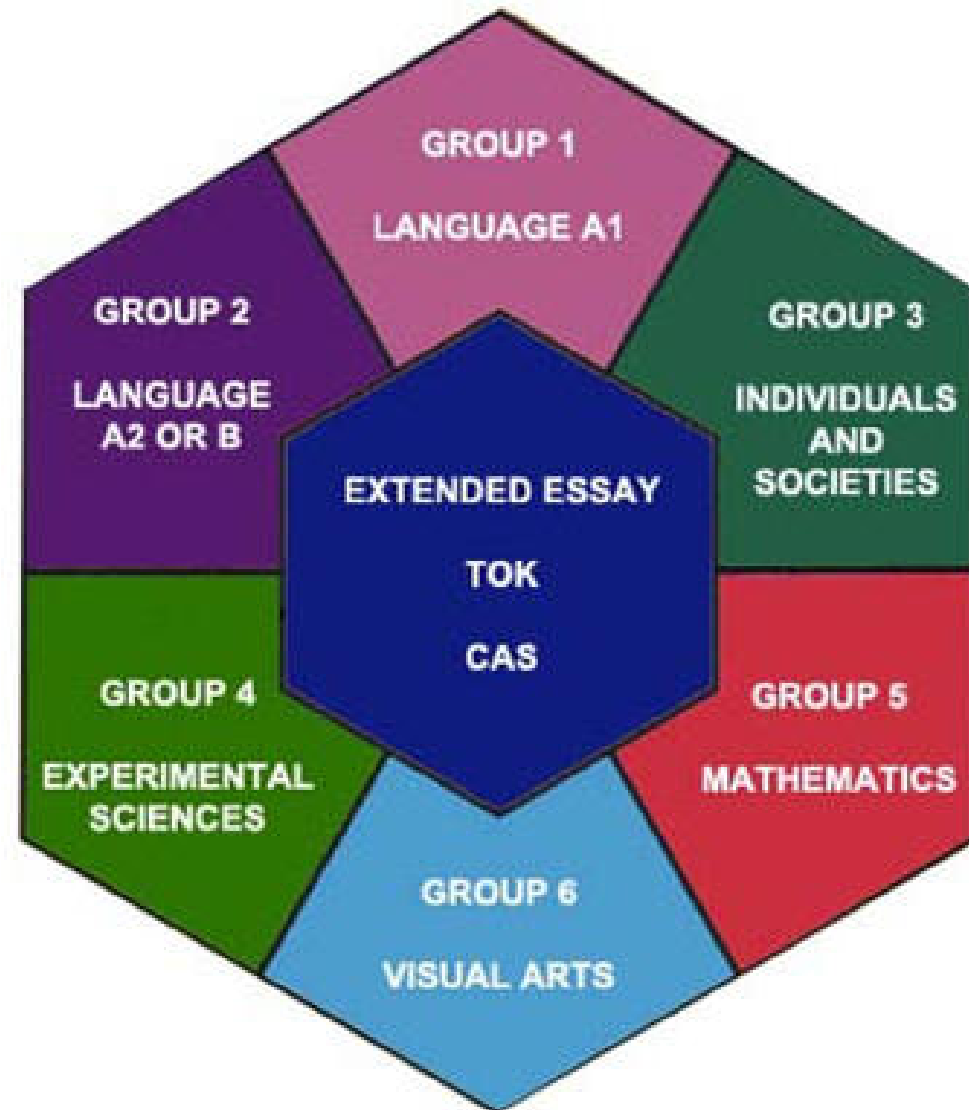 GROUP 1
LANGUAGE A1
GROUP 2
LANGUAGE
A2 OR B
GROUP 3
INDIVIDUALS
AND
SOCIETIES
EXTENDED ESSAY
TOK
CAS
GROUP 4
EXPERIMENTAL
SCIENCES
GROUP 5
MATHEMATICS
GROUP 6
VISUAL ARTS